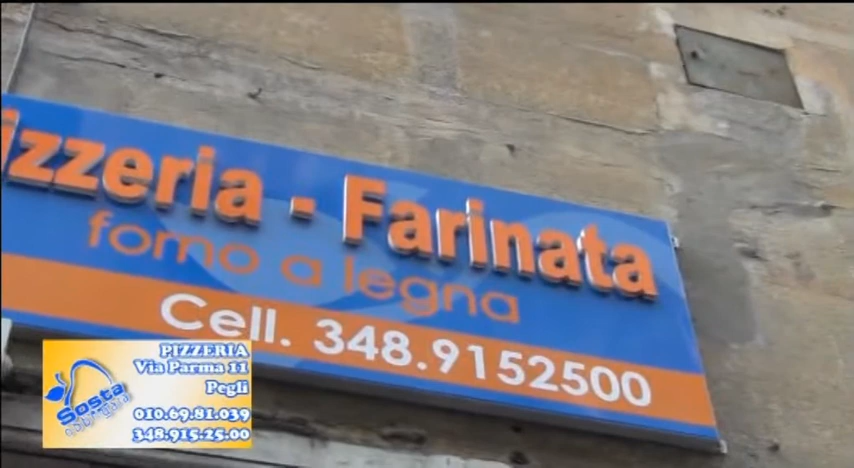 izzeria - Farinata
forno a legna
Cell. 348.9152500
PIZZERIA
Via Parma 11
Pegli
010.69.81.039
348.915.25.00
Sosta